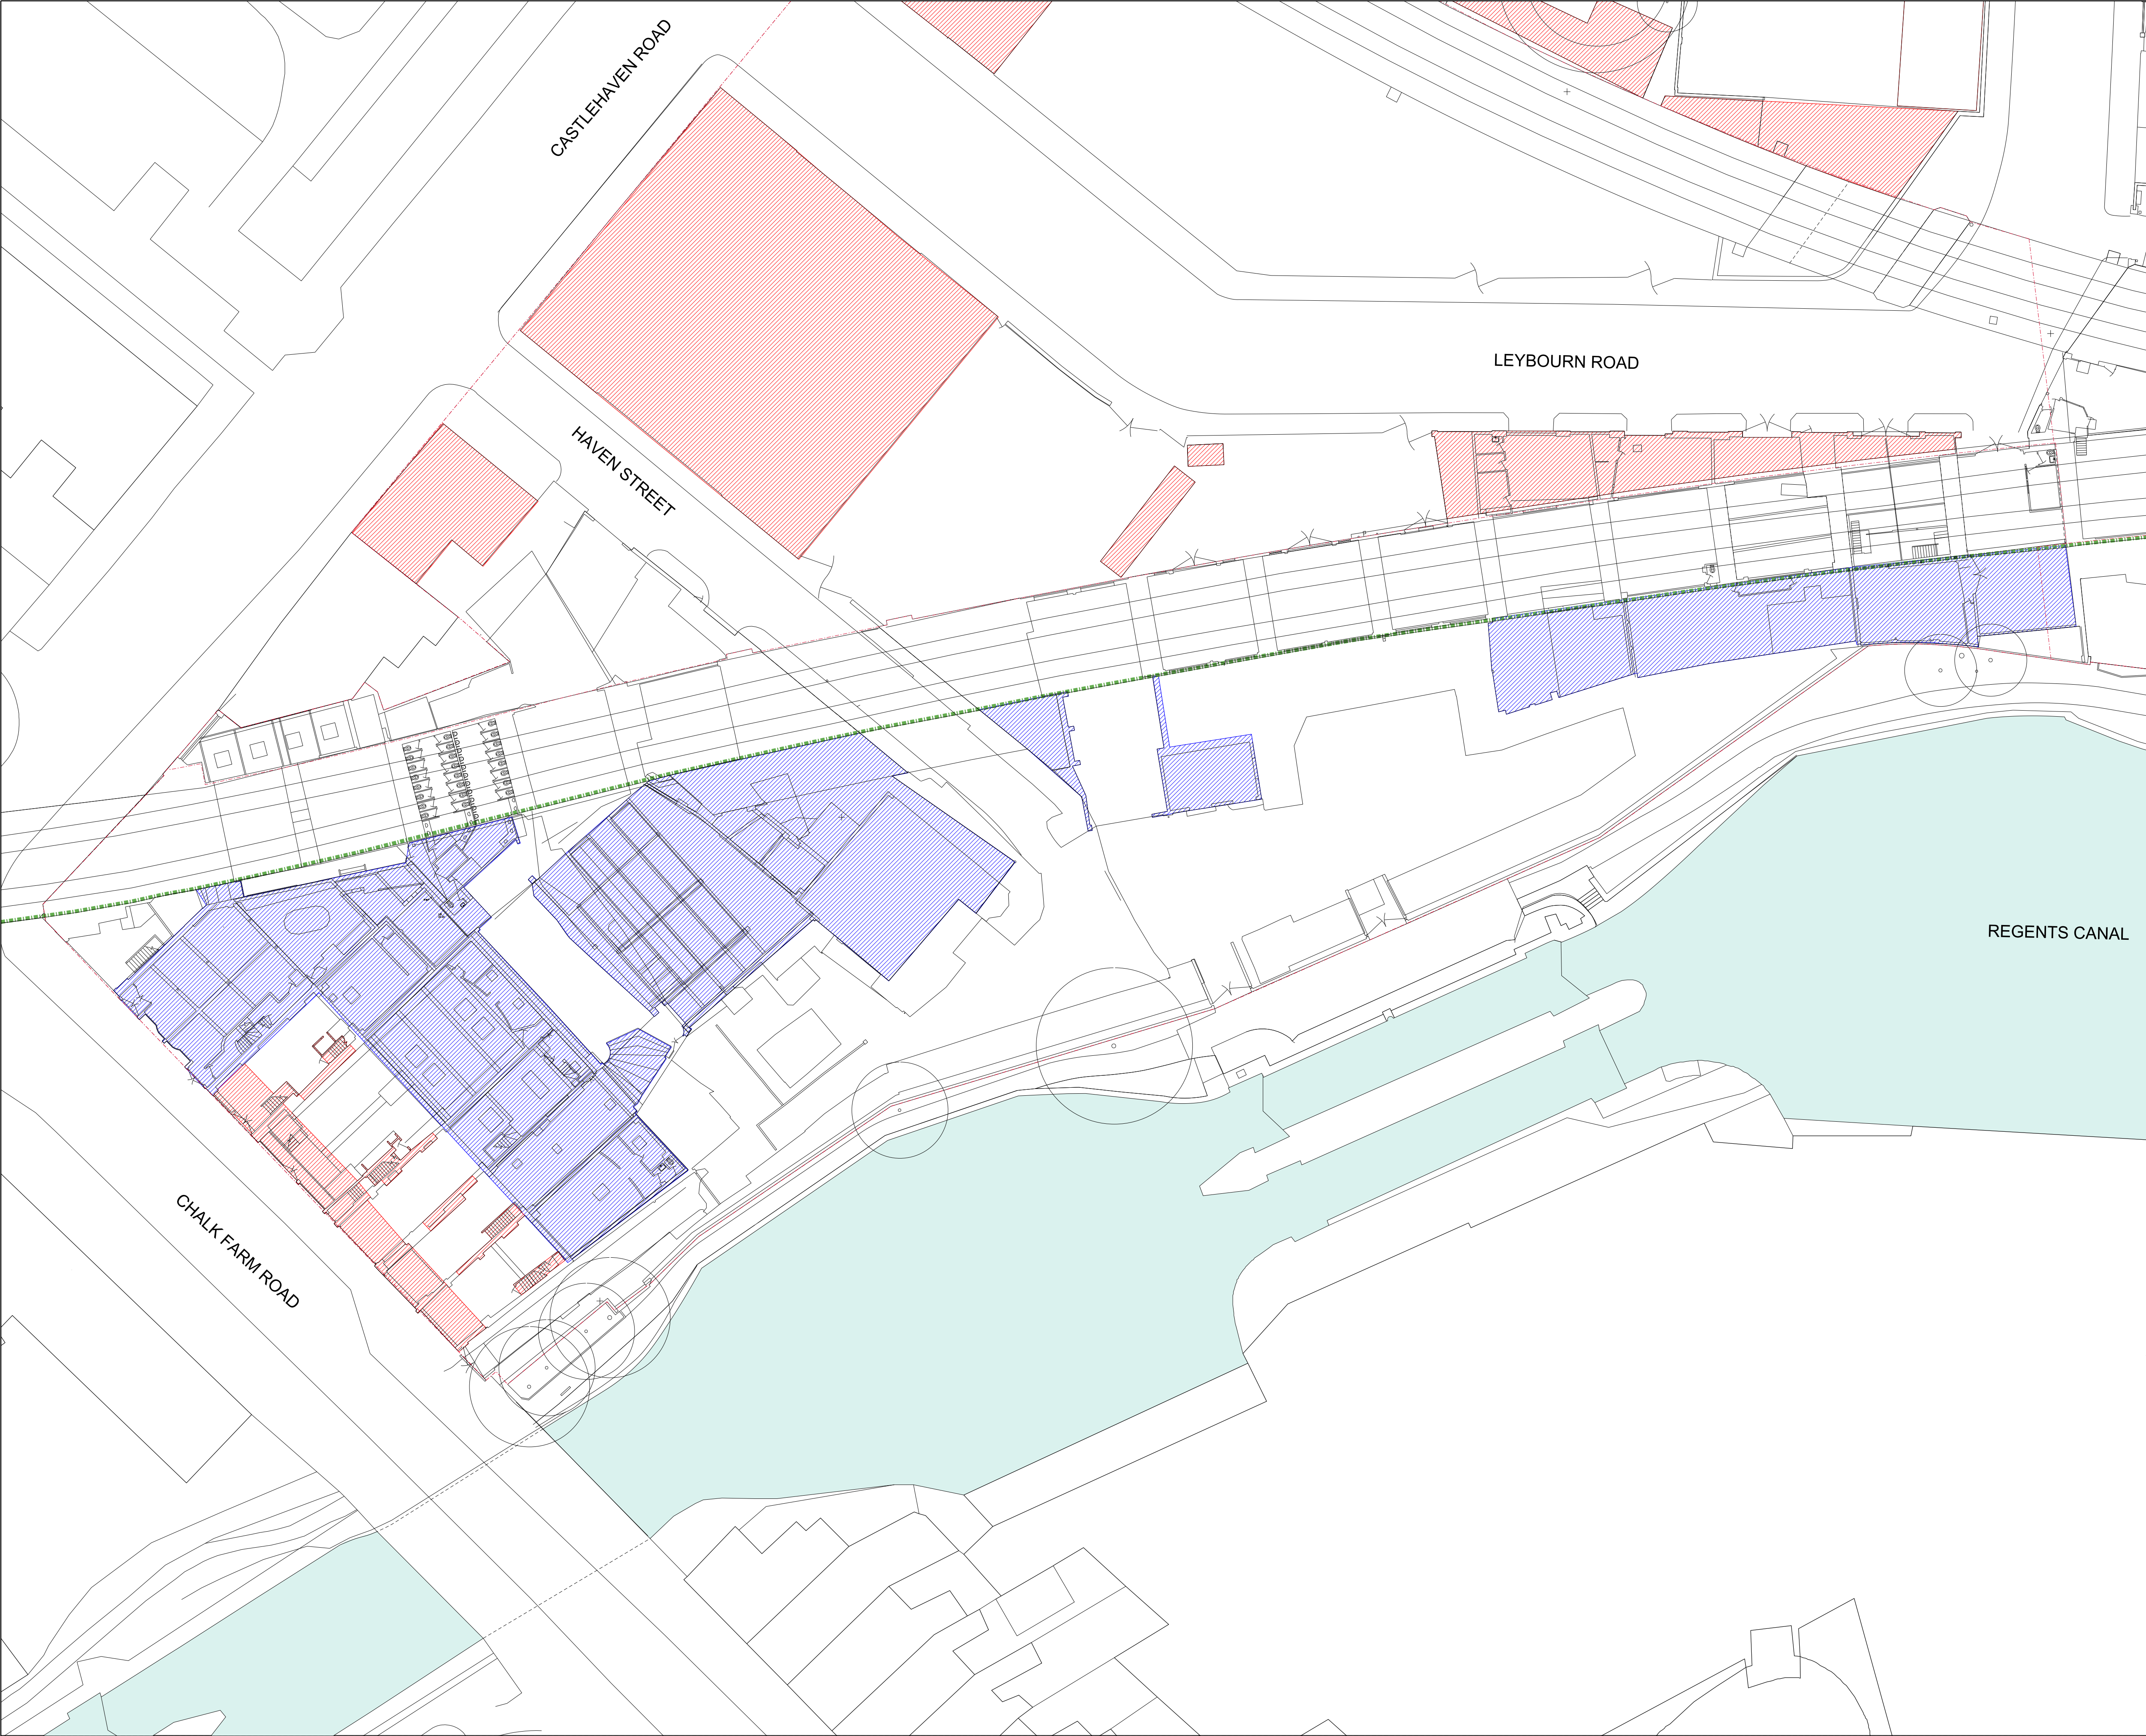 CASTLEHAVEN ROAD
LEYBOURN ROAD
HAVEN STREET
REGENTS CANAL
CHALK FARM ROAD